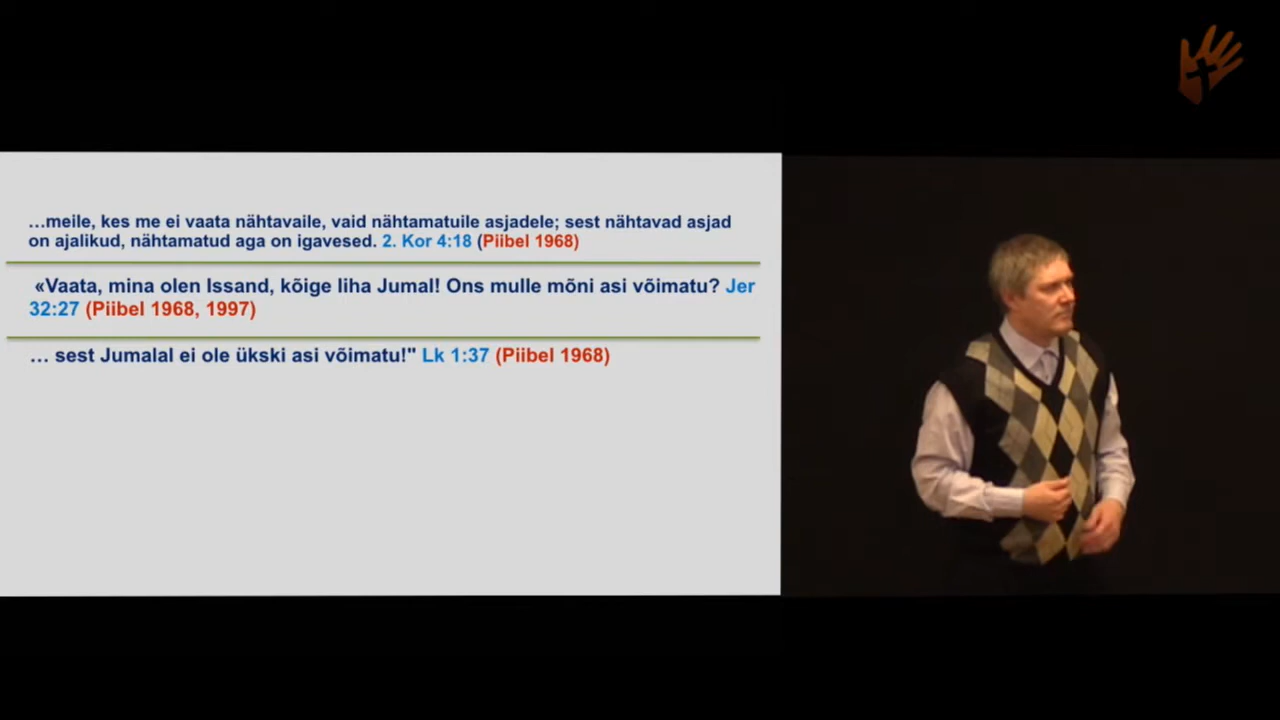 …meile, kes me ei vaata nähtavaile, vaid nähtamatuile asjadele; sest nähtavad asjad
on ajalikud, nähtamatud aga on igavesed. 2. Kor 4:18 (Piibel 1968)
«Vaata, mina olen Issand, kõige liha Jumal! Ons mulle mõni asi võimatu? Jer
32:27 (Piibel 1968, 1997)
… sest Jumalal ei ole ükski asi võimatu!" Lk 1:37 (Piibel 1968)